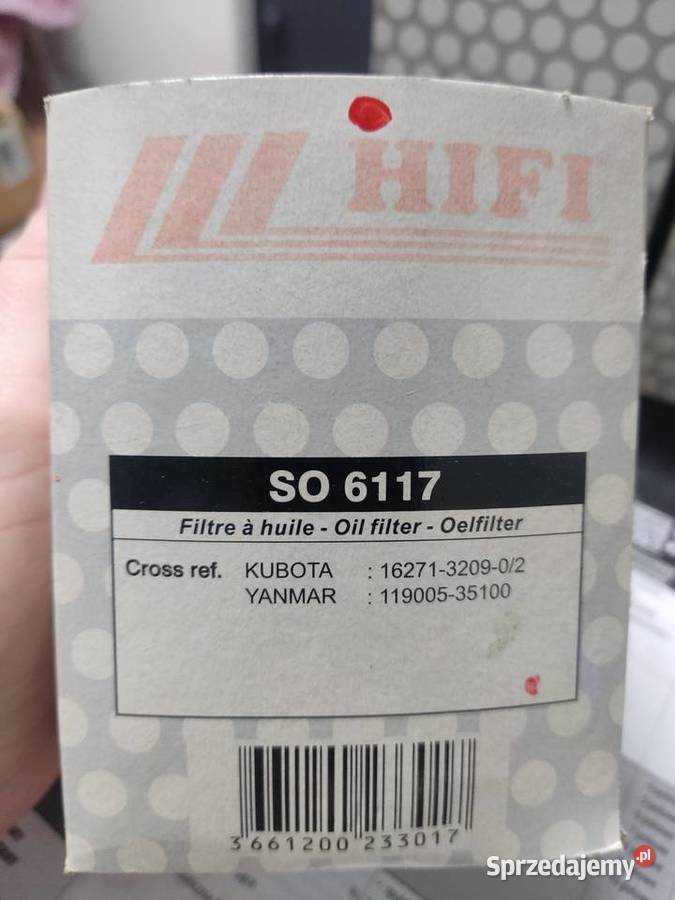 HIFI
SO 6117
Filtre à huile - Oil filter - Oelfilter
Cross ref. KUBOTA : 16271-3209-0/2
YANMAR : 119005-35100
3 661200 233017
Sprzedajemy.pl